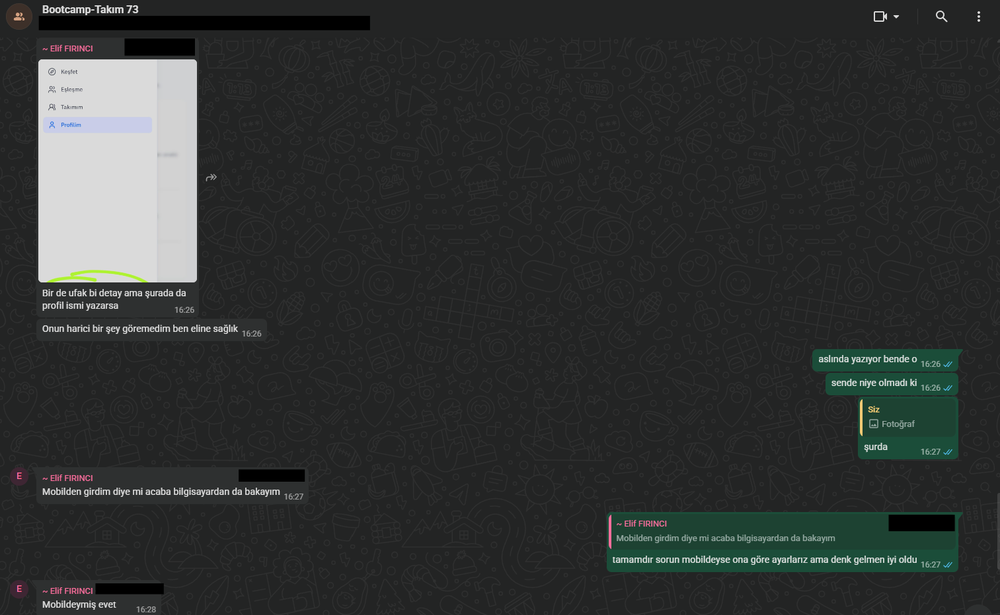 Bootcamp-Takım 73
~ Elif FIRINCI
Keşfet
Eşleşme
Takımım
Profilim
Bir de ufak bi detay ama şurada da
profil ismi yazarsa
16:26
Onun harici bir şey göremedim ben eline sağlık
16:26
aslında yazıyor bende o
16:26
sende niye olmadı ki
16:26
Siz
Fotoğraf
şurda
16:27
E
~ Elif FIRINCI
Mobilden girdim diye mi acaba bilgisayardan da bakayım
16:27
~ Elif FIRINCI
Mobilden girdim diye mi acaba bilgisayardan da bakayım
tamamdır sorun mobildeyse ona göre ayarlarız ama denk gelmen iyi oldu
16:27
E
~ Elif FIRINCI
Mobildeymiş evet
16:28